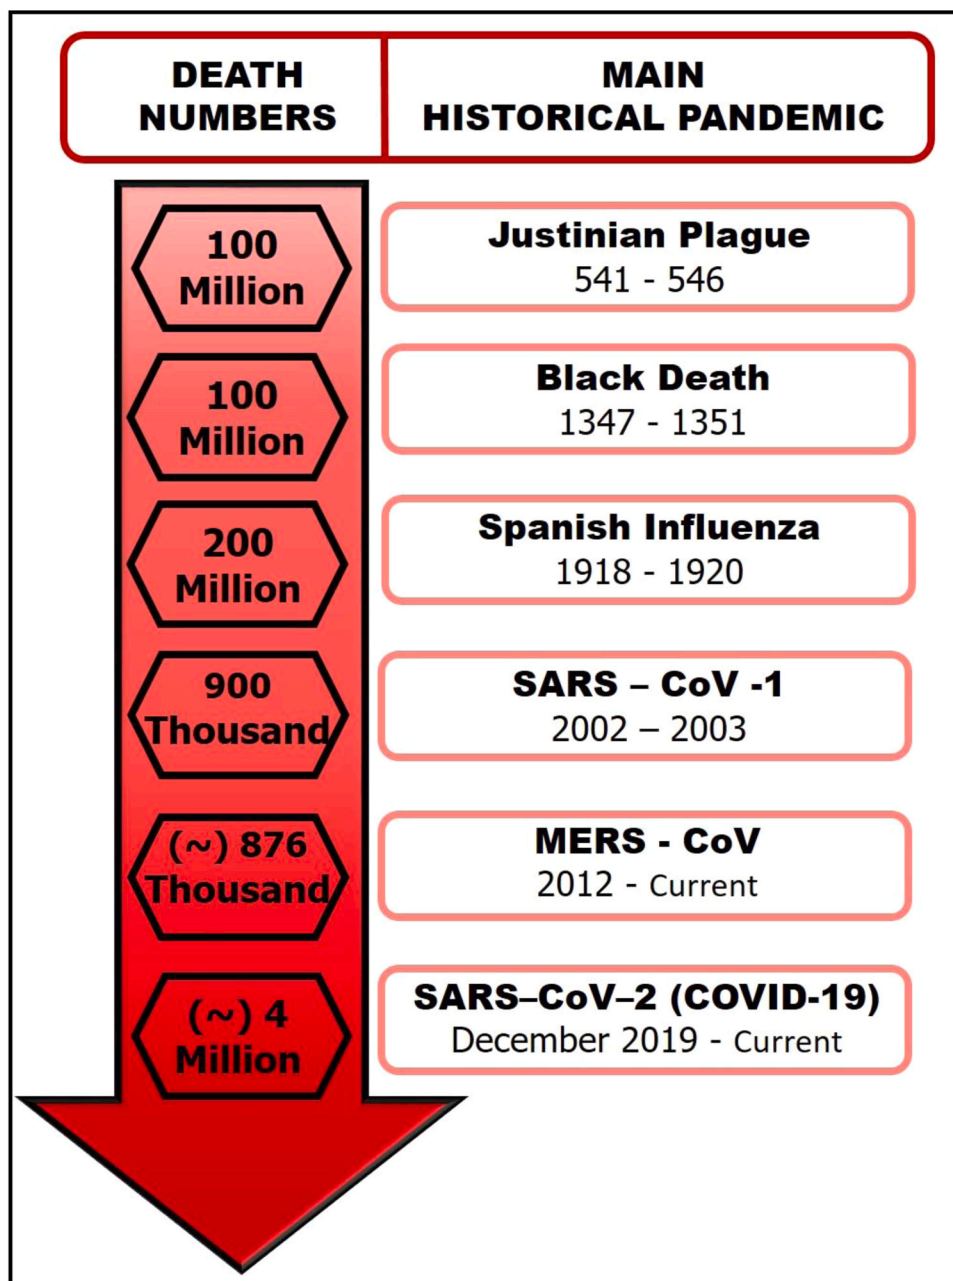 DEATH
NUMBERS
MAIN
HISTORICAL PANDEMIC
100
Million
Justinian Plague
541 - 546
100
Million
Black Death
1347 - 1351
200
Million
Spanish Influenza
1918 - 1920
900
Thousand
SARS – CoV -1
2002 – 2003
(~) 876
Thousand
MERS - CoV
2012 - Current
(~) 4
Million
SARS–CoV–2 (COVID-19)
December 2019 - Current